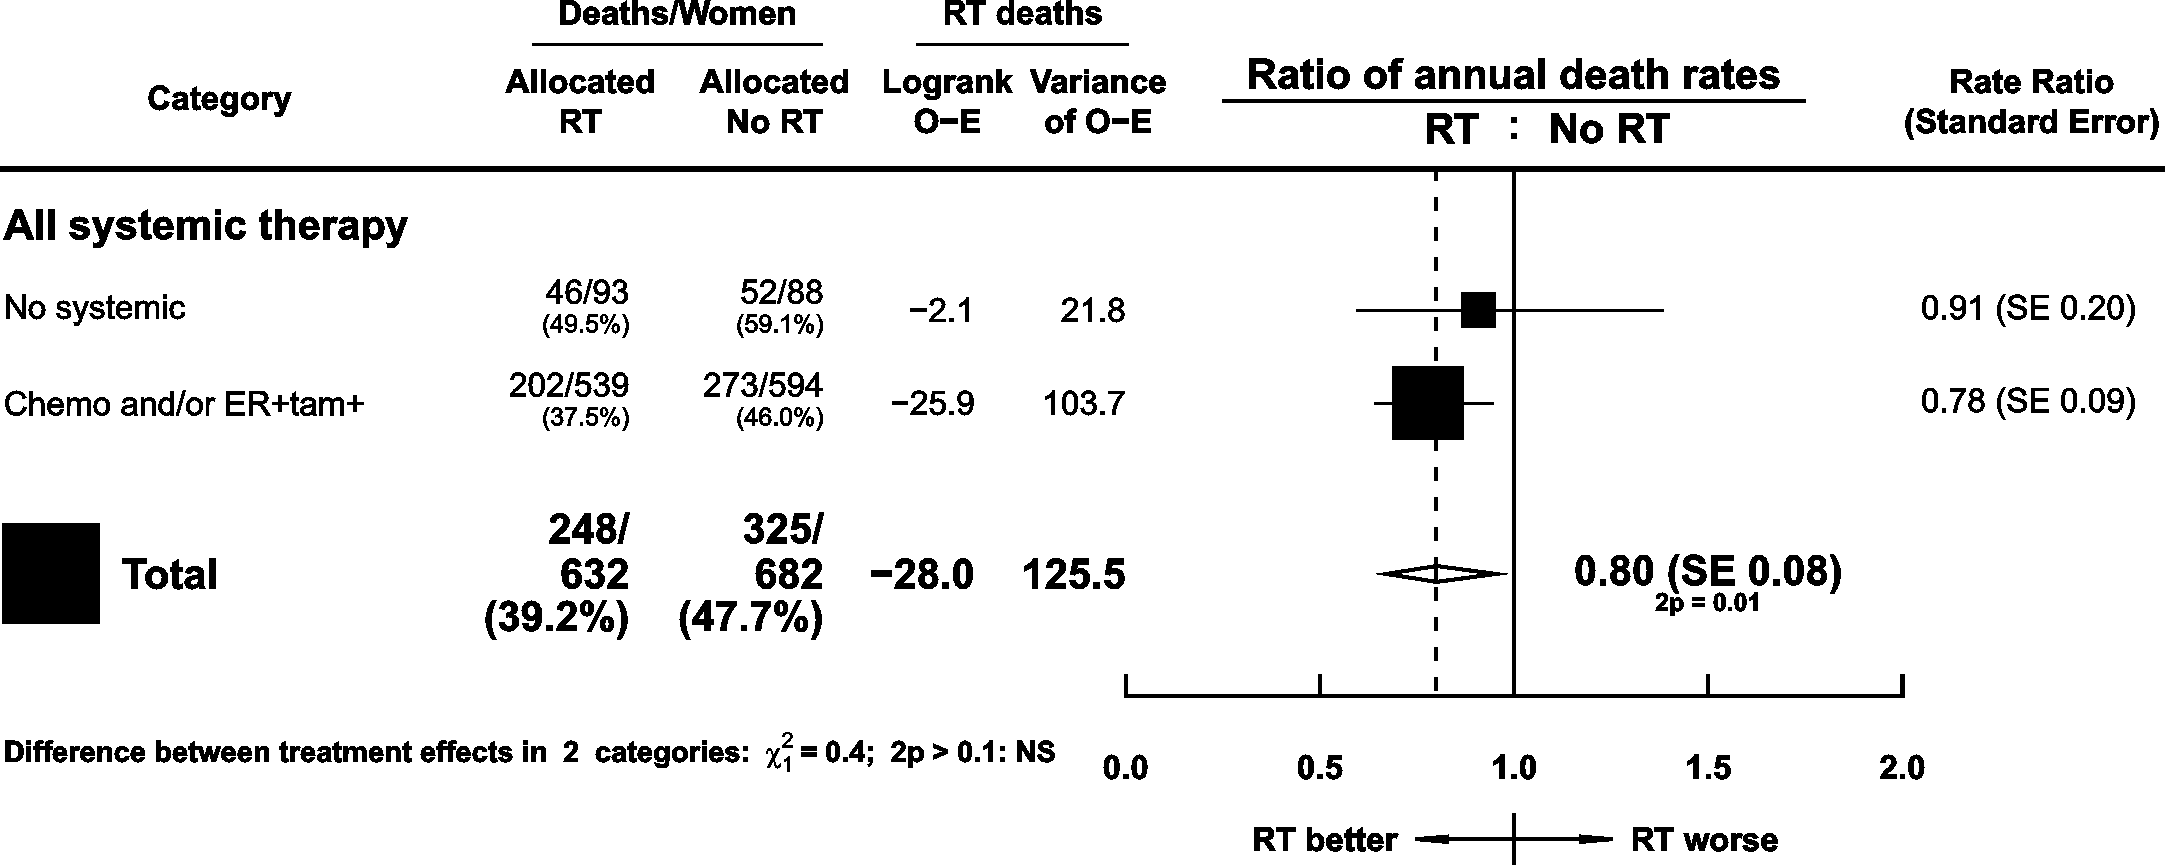 Deaths/Women RT deaths
Category Allocated RT Allocated No RT Logrank O−E Variance of O−E Ratio of annual death rates RT : No RT Rate Ratio (Standard Error)
All systemic therapy
No systemic 46/93 (49.5%) 52/88 (59.1%) −2.1 21.8 0.91 (SE 0.20)
Chemo and/or ER+tam+ 202/539 (37.5%) 273/594 (46.0%) −25.9 103.7 0.78 (SE 0.09)
Total 248/632 (39.2%) 325/682 (47.7%) −28.0 125.5 0.80 (SE 0.08)
2p = 0.01
Difference between treatment effects in 2 categories: χ²₁ = 0.4; 2p > 0.1: NS
0.0 0.5 1.0 1.5 2.0
RT better RT worse